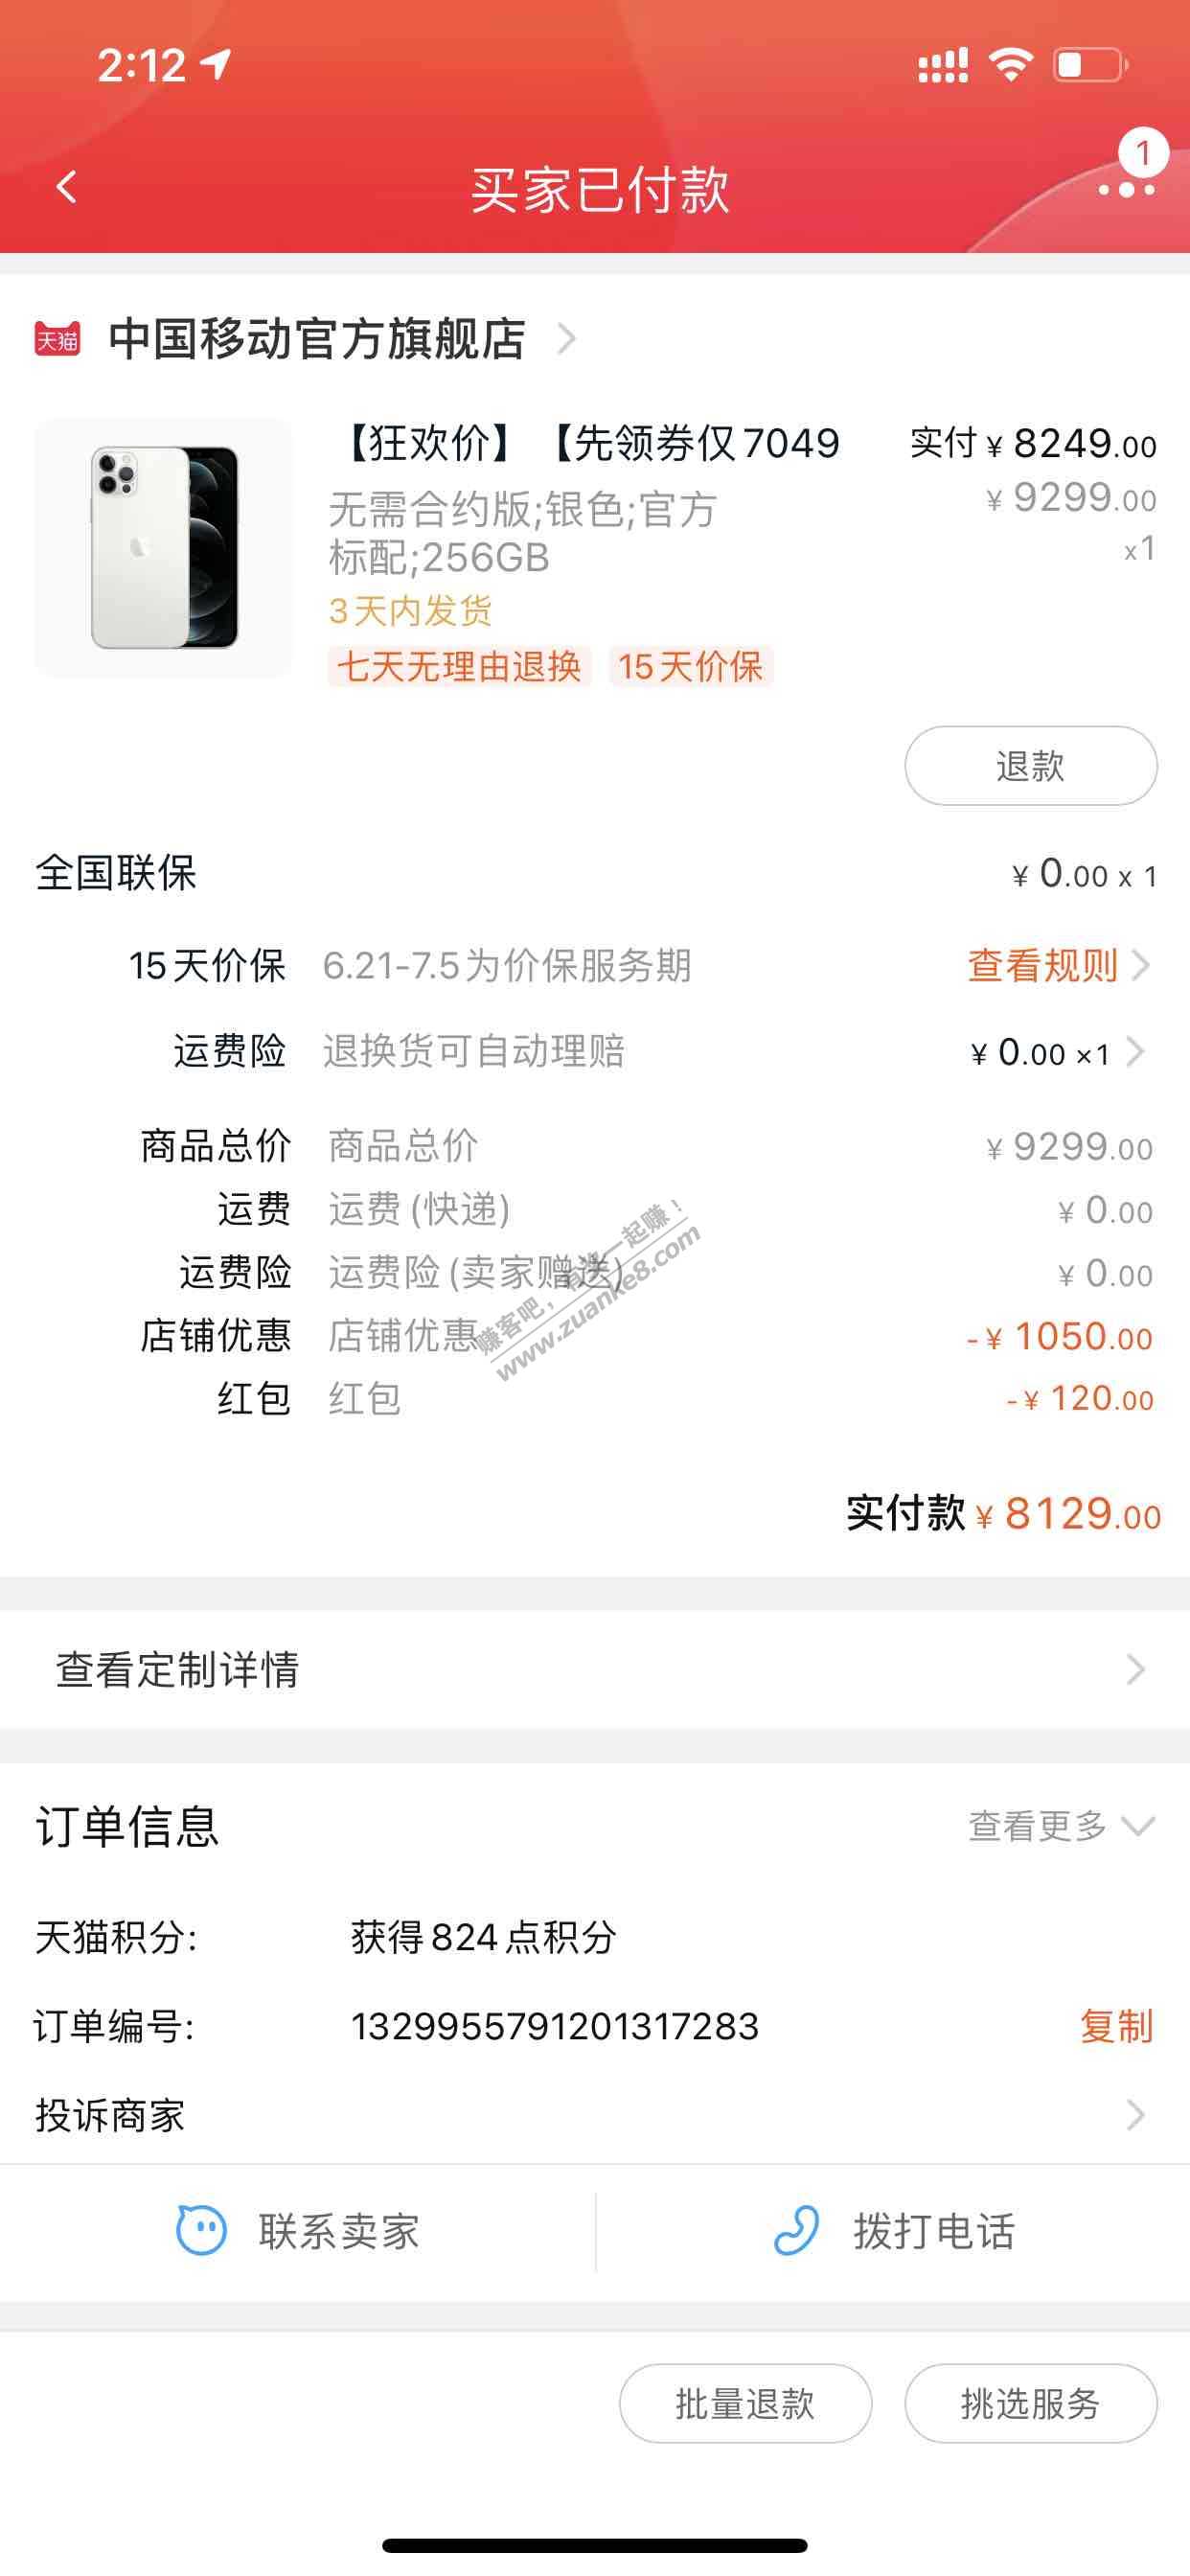 2:12
1
买家已付款
天猫 中国移动官方旗舰店
【狂欢价】【先领券仅7049 实付 ¥ 8249.00
无需合约版;银色;官方 ¥ 9299.00
标配;256GB x1
3天内发货
七天无理由退换 15天价保
退款
全国联保 ¥ 0.00 x 1
15天价保 6.21-7.5为价保服务期 查看规则
运费险 退换货可自动理赔 ¥ 0.00 ×1
商品总价 商品总价 ¥ 9299.00
运费 运费 (快递) ¥ 0.00
运费险 运费险 (卖家赠送) ¥ 0.00
店铺优惠 店铺优惠 -¥ 1050.00
红包 红包 -¥ 120.00
赚客吧，有奖一起赚！
www.zuanke8.com
实付款 ¥ 8129.00
查看定制详情
订单信息 查看更多
天猫积分: 获得824点积分
订单编号: 1329955791201317283 复制
投诉商家
联系卖家 拨打电话
批量退款 挑选服务